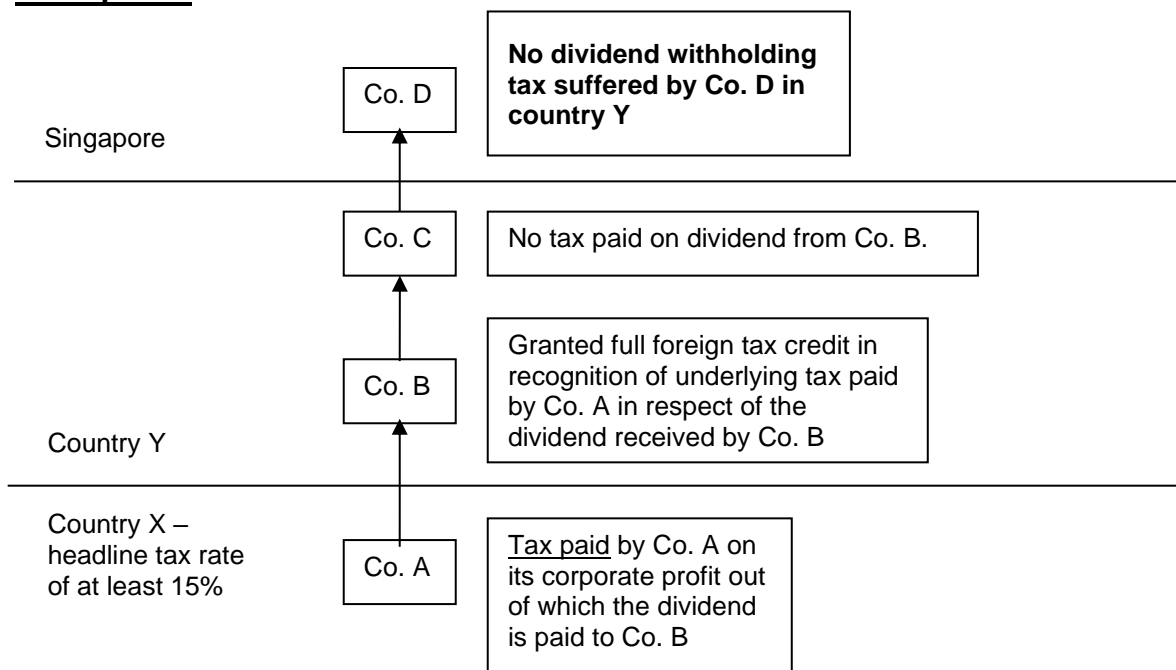 Co. D
No dividend withholding
tax suffered by Co. D in
country Y
Singapore
Co. C
No tax paid on dividend from Co. B.
Co. B
Granted full foreign tax credit in
recognition of underlying tax paid
by Co. A in respect of the
dividend received by Co. B
Country Y
Country X –
headline tax rate
of at least 15%
Co. A
Tax paid by Co. A on
its corporate profit out
of which the dividend
is paid to Co. B